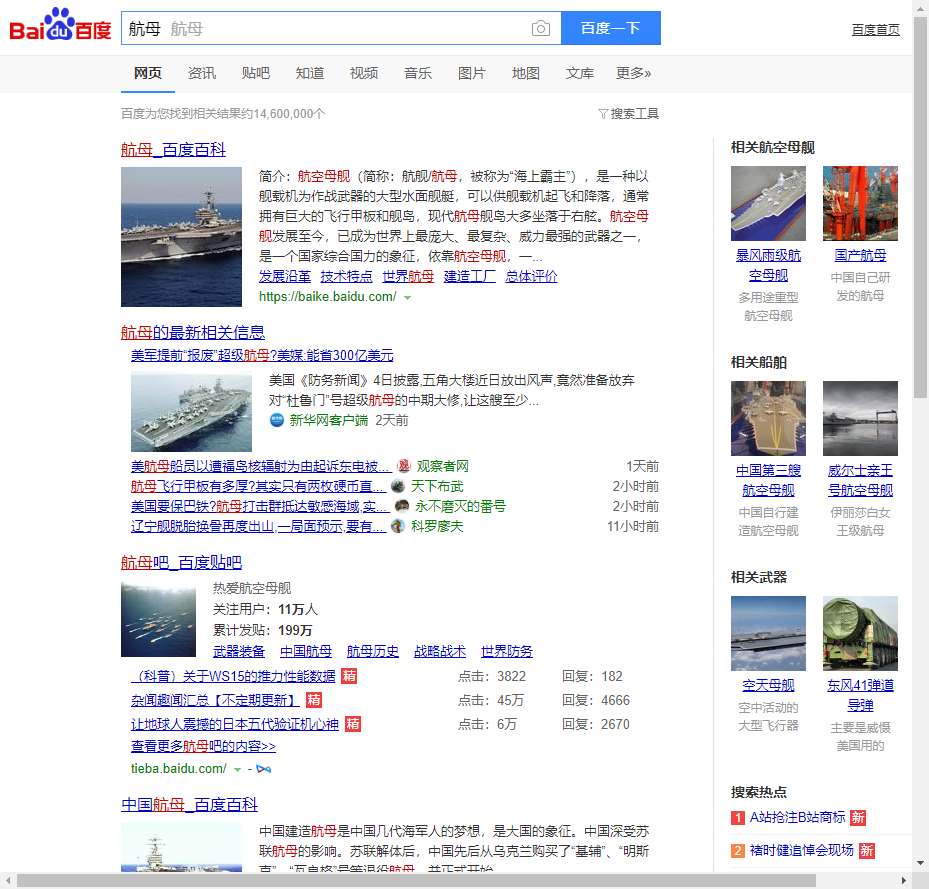 Bai du 百度
航母 航母
百度一下
百度首页
网页 资讯 贴吧 知道 视频 音乐 图片 地图 文库 更多»
百度为您找到相关结果约14,600,000个
搜索工具
航母_百度百科
简介：航空母舰（简称：航舰/航母，被称为“海上霸主”），是一种以
舰载机为作战武器的大型水面舰艇，可以供舰载机起飞和降落，通常
拥有巨大的飞行甲板和舰岛，现代航母舰岛大多坐落于右舷。航空母
舰发展至今，已成为世界上最庞大、最复杂、威力最强的武器之一，
是一个国家综合国力的象征，依靠航空母舰，一...
发展沿革 技术特点 世界航母 建造工厂 总体评价
https://baike.baidu.com/
航母的最新相关信息
美军提前“报废”超级航母?美媒:能省300亿美元
美国《防务新闻》4日披露,五角大楼近日放出风声,竟然准备放弃
对“杜鲁门”号超级航母的中期大修,让这艘至少...
新华网客户端 2天前
美航母船员以遭福岛核辐射为由起诉东电被... 观察者网 1天前
航母飞行甲板有多厚?其实只有两枚硬币直... 天下布武 2小时前
美国要保巴铁?航母打击群抵达敏感海域,实... 永不磨灭的番号 2小时前
辽宁舰脱胎换骨再度出山,一局面预示,要有... 科罗廖夫 11小时前
航母吧_百度贴吧
热爱航空母舰
关注用户：11万人
累计发贴：199万
武器装备 中国航母 航母历史 战略战术 世界防务
（科普）关于WS15的推力性能数据 精 点击：3822 回复：182
杂闻趣闻汇总【不定期更新】 精 点击：45万 回复：4666
让地球人震撼的日本五代验证机心神 精 点击：6万 回复：2670
查看更多航母吧的内容>>
tieba.baidu.com/ -
中国航母_百度百科
中国建造航母是中国几代海军人的梦想，是大国的象征。中国深受苏
联航母的影响。苏联解体后，中国先后从乌克兰购买了“基辅”、“明斯
克”、“瓦良格”号等退役航母，并正式开始
相关航空母舰
暴风雨级航
空母舰
多用途重型
航空母舰
国产航母
中国自己研
发的航母
相关船舶
中国第三艘
航空母舰
中国自行建
造航空母舰
威尔士亲王
号航空母舰
伊丽莎白女
王级航母
相关武器
空天母舰
空中活动的
大型飞行器
东风41弹道
导弹
主要是威慑
美国用的
搜索热点
1 A站抢注B站商标 新
2 褚时健追悼会现场 新